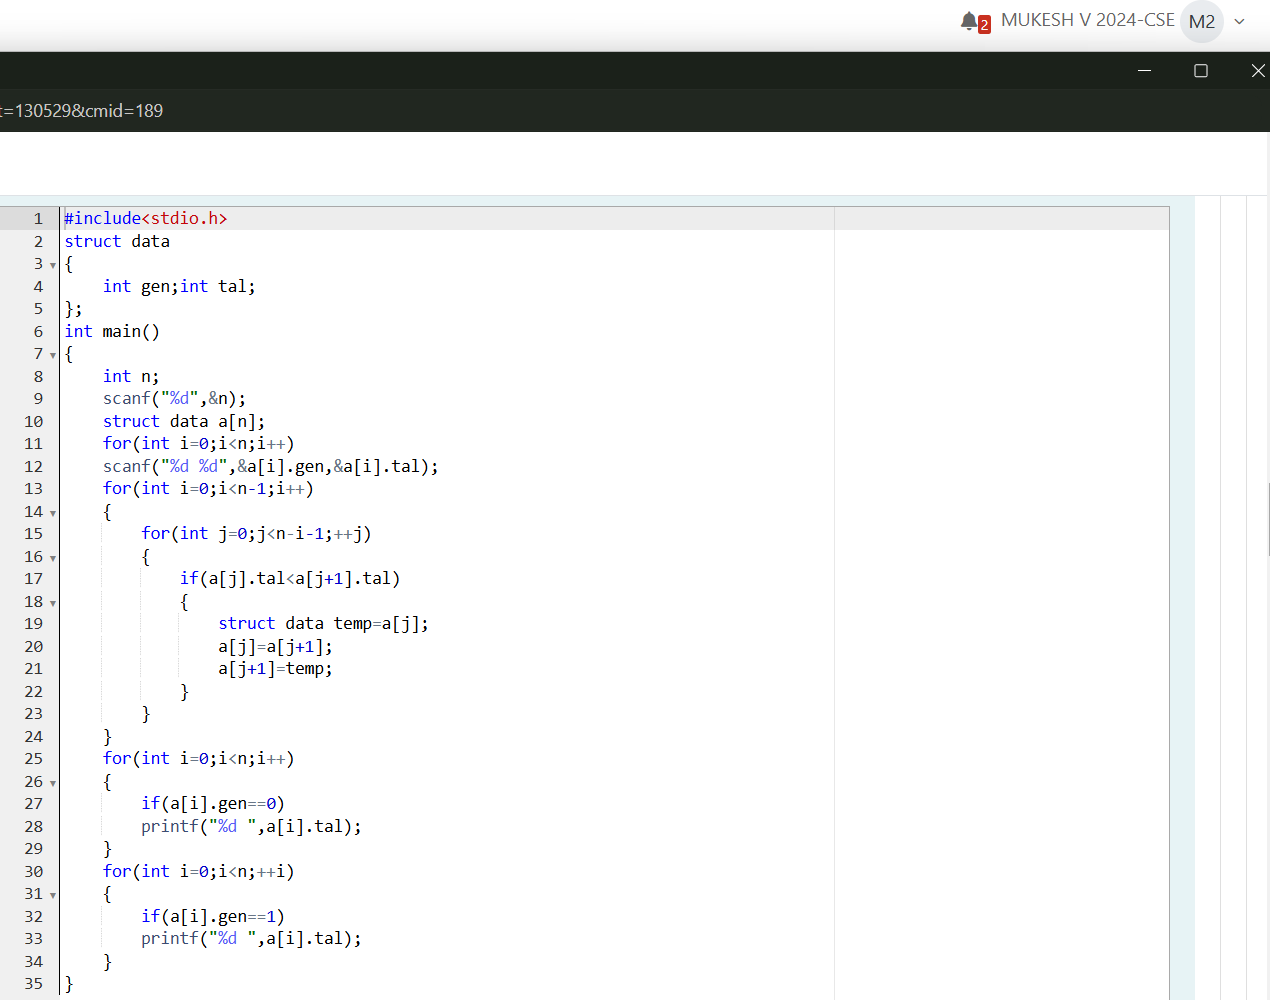 2 MUKESH V 2024-CSE M2
t=130529&cmid=189
1 #include<stdio.h>
2 struct data
3 {
4     int gen;int tal;
5 };
6 int main()
7 {
8     int n;
9     scanf("%d",&n);
10     struct data a[n];
11     for(int i=0;i<n;i++)
12     scanf("%d %d",&a[i].gen,&a[i].tal);
13     for(int i=0;i<n-1;i++)
14     {
15         for(int j=0;j<n-i-1;++j)
16         {
17             if(a[j].tal<a[j+1].tal)
18             {
19                 struct data temp=a[j];
20                 a[j]=a[j+1];
21                 a[j+1]=temp;
22             }
23         }
24     }
25     for(int i=0;i<n;i++)
26     {
27         if(a[i].gen==0)
28         printf("%d ",a[i].tal);
29     }
30     for(int i=0;i<n;++i)
31     {
32         if(a[i].gen==1)
33         printf("%d ",a[i].tal);
34     }
35 }